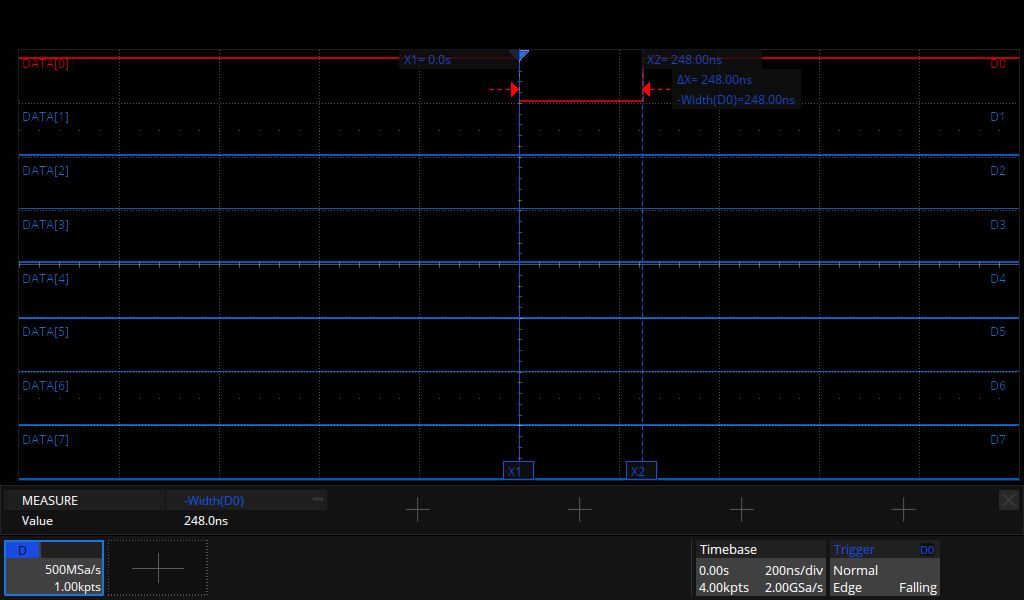 X1= 0.0s
X2= 248.00ns
DATA[0]
D0
ΔX= 248.00ns
-Width(D0)=248.00ns
DATA[1]
D1
DATA[2]
D2
DATA[3]
D3
DATA[4]
D4
DATA[5]
D5
DATA[6]
D6
DATA[7]
D7
X1
X2
MEASURE
-Width(D0)
Value
248.0ns
D
500MSa/s
1.00kpts
Timebase
0.00s 200ns/div
4.00kpts 2.00GSa/s
Trigger D0
Normal
Edge Falling